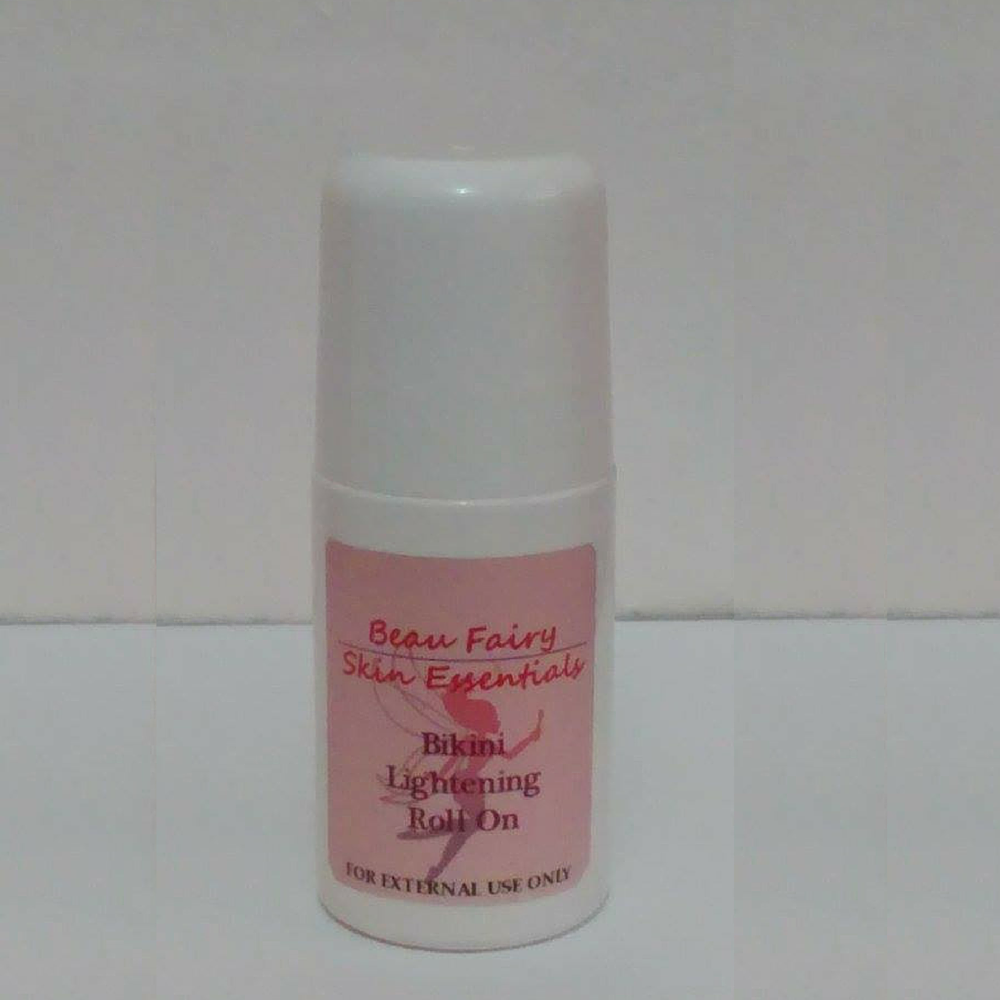 Beau Fairy
Skin Essentials
Bikini
Lightening
Roll On
FOR EXTERNAL USE ONLY